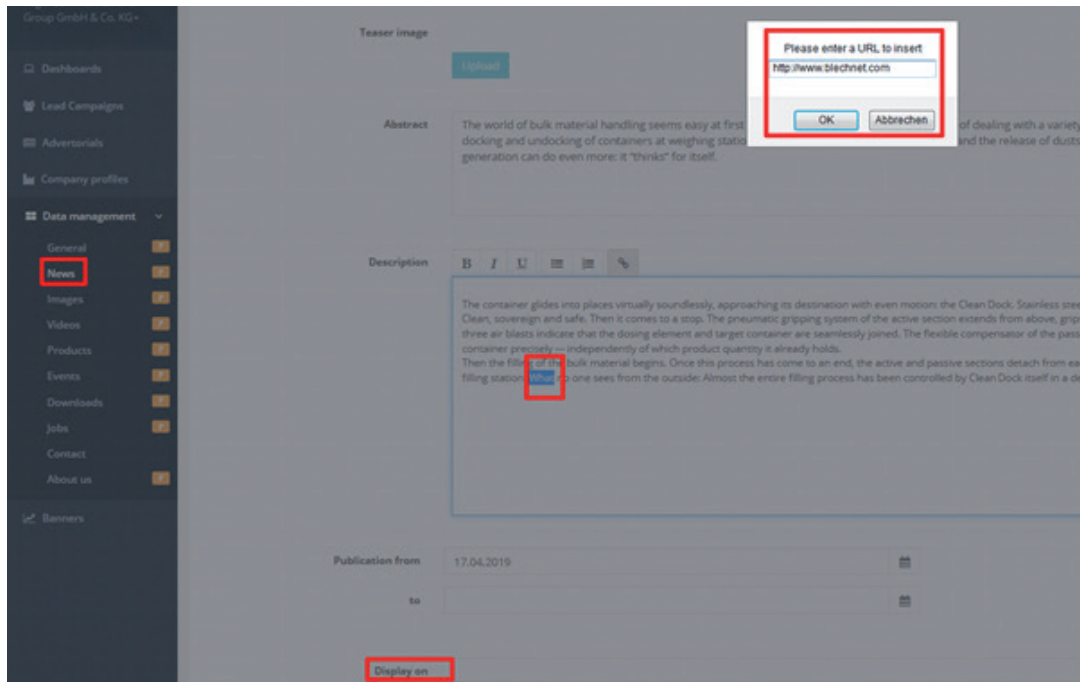 Group GmbH & Co. KG
Dashboards
Lead Campaigns
Advertorials
Company profiles
Data management
General
News
Images
Videos
Products
Events
Downloads
Jobs
Contact
About us
Banners
Teaser image
Upload
Please enter a URL to insert
http://www.blechnet.com
OK Abbrechen
Abstract
The world of bulk material handling seems easy at first of dealing with a variety
docking and undocking of containers at weighing statio and the release of dusts
generation can do even more: it "thinks" for itself.
Description
B I U
The container glides into places virtually soundlessly, approaching its destination with even motion: the Clean Dock. Stainless stee
Clean, sovereign and safe. Then it comes to a stop. The pneumatic gripping system of the active section extends from above, grip
three air blasts indicate that the dosing element and target container are seamlessly joined. The flexible compensator of the pass
container precisely — independently of which product quantity it already holds.
Then the filling of the bulk material begins. Once this process has come to an end, the active and passive sections detach from ea
filling station. What no one sees from the outside: Almost the entire filling process has been controlled by Clean Dock itself in a de
Publication from
17.04.2019
to
Display on